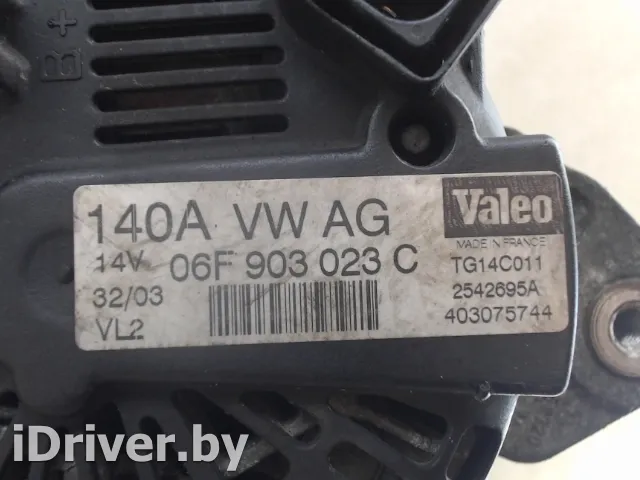 B+
140A VW AG
14V 06F 903 023 C
32/03
VL2
Valeo
MADE IN FRANCE
TG14C011
2542695A
403075744
iDriver.by